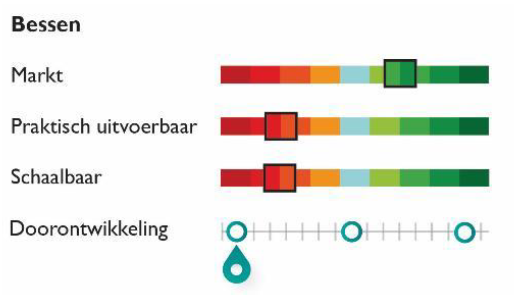 Bessen
Markt
Praktisch uitvoerbaar
Schaalbaar
Doorontwikkeling